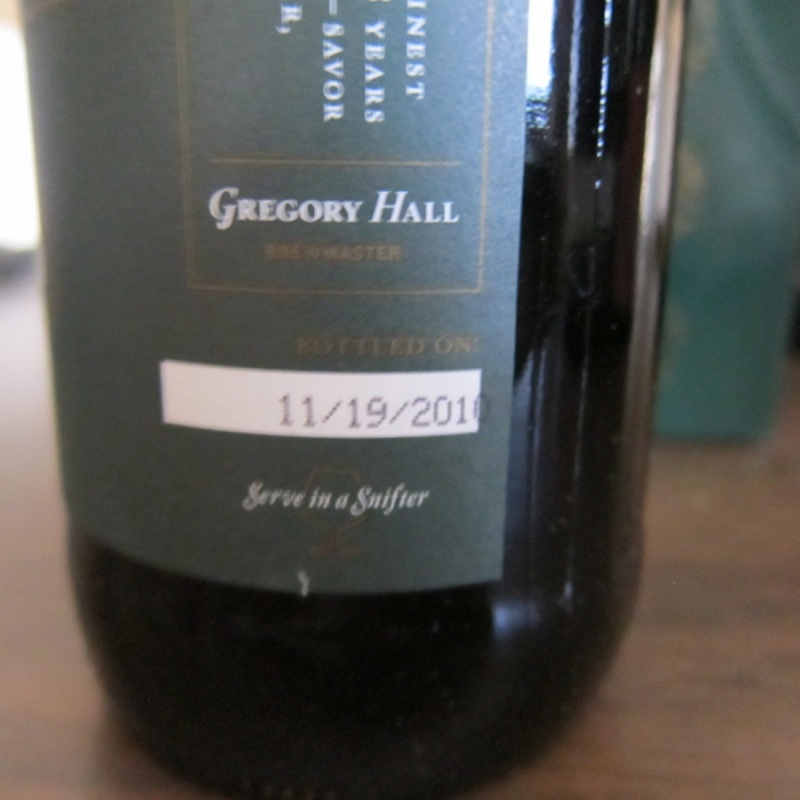 INEST
YEARS
— SAVOR
R,
GREGORY HALL
BREWMASTER
BOTTLED ON:
11/19/2010
Serve in a Snifter